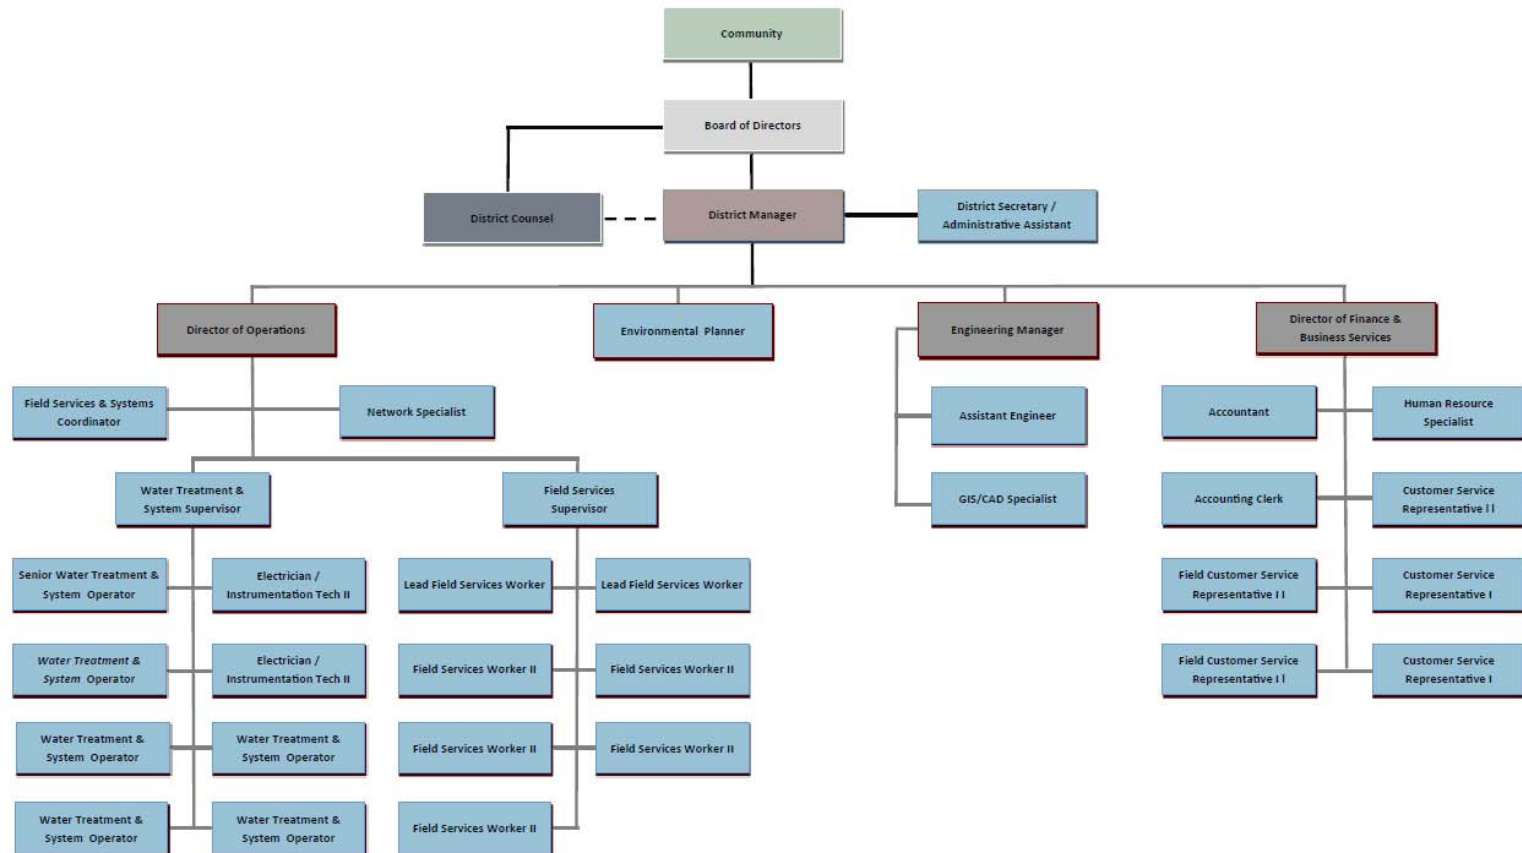 Community
Board of Directors
District Counsel
District Manager
District Secretary /
Administrative Assistant
Director of Operations
Environmental Planner
Engineering Manager
Director of Finance &
Business Services
Field Services & Systems
Coordinator
Network Specialist
Assistant Engineer
Accountant
Human Resource
Specialist
Water Treatment &
System Supervisor
Field Services
Supervisor
GIS/CAD Specialist
Accounting Clerk
Customer Service
Representative l l
Senior Water Treatment &
System Operator
Electrician /
Instrumentation Tech II
Lead Field Services Worker
Lead Field Services Worker
Field Customer Service
Representative I I
Customer Service
Representative I
Water Treatment &
System Operator
Electrician /
Instrumentation Tech II
Field Services Worker II
Field Services Worker II
Field Customer Service
Representative I l
Customer Service
Representative I
Water Treatment &
System Operator
Water Treatment &
System Operator
Field Services Worker II
Field Services Worker II
Water Treatment &
System Operator
Water Treatment &
System Operator
Field Services Worker II